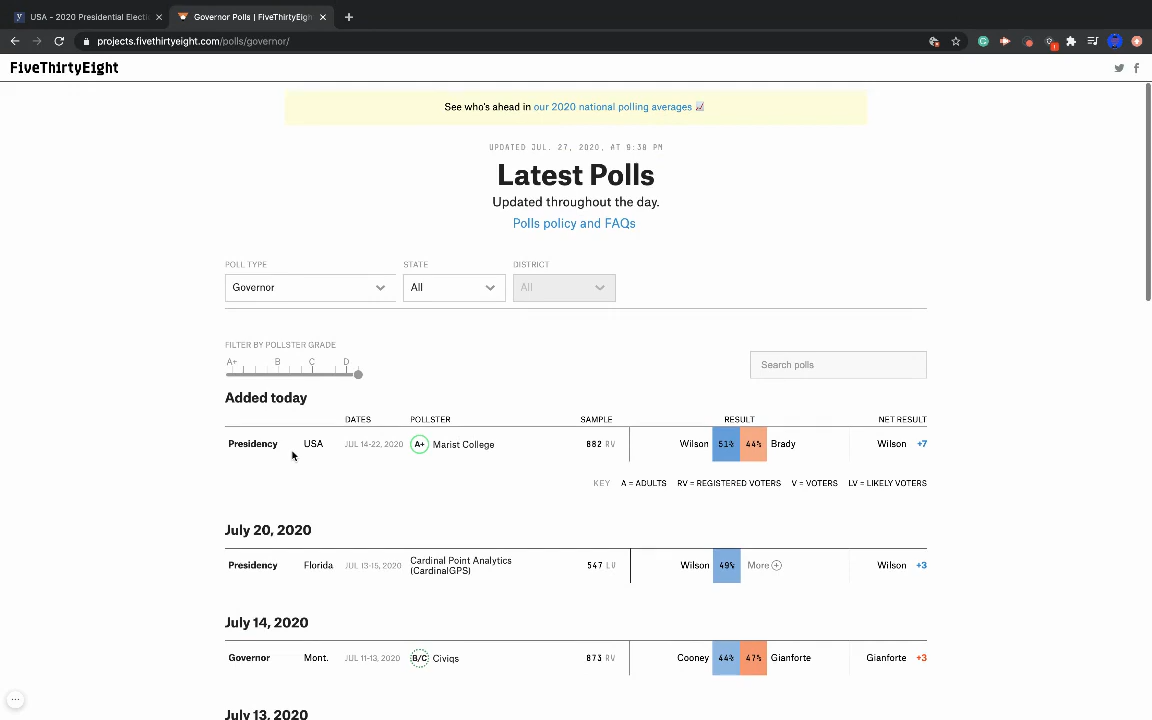 USA - 2020 Presidential Electi
Governor Polls | FiveThirtyEigh
projects.fivethirtyeight.com/polls/governor/
FiveThirtyEight
See who's ahead in our 2020 national polling averages
UPDATED JUL. 27, 2020, AT 9:38 PM
Latest Polls
Updated throughout the day.
Polls policy and FAQs
POLL TYPE STATE DISTRICT
Governor All All
FILTER BY POLLSTER GRADE
A+ B C D
Search polls
Added today
DATES POLLSTER SAMPLE RESULT NET RESULT
Presidency USA JUL 14-22, 2020 A+ Marist College 882 RV Wilson 51% 44% Brady Wilson +7
KEY A = ADULTS RV = REGISTERED VOTERS V = VOTERS LV = LIKELY VOTERS
July 20, 2020
Presidency Florida JUL 13-15, 2020 Cardinal Point Analytics (CardinalGPS) 547 LV Wilson 49% More Wilson +3
July 14, 2020
Governor Mont. JUL 11-13, 2020 B/C Civiqs 873 RV Cooney 44% 47% Gianforte Gianforte +3
July 13, 2020